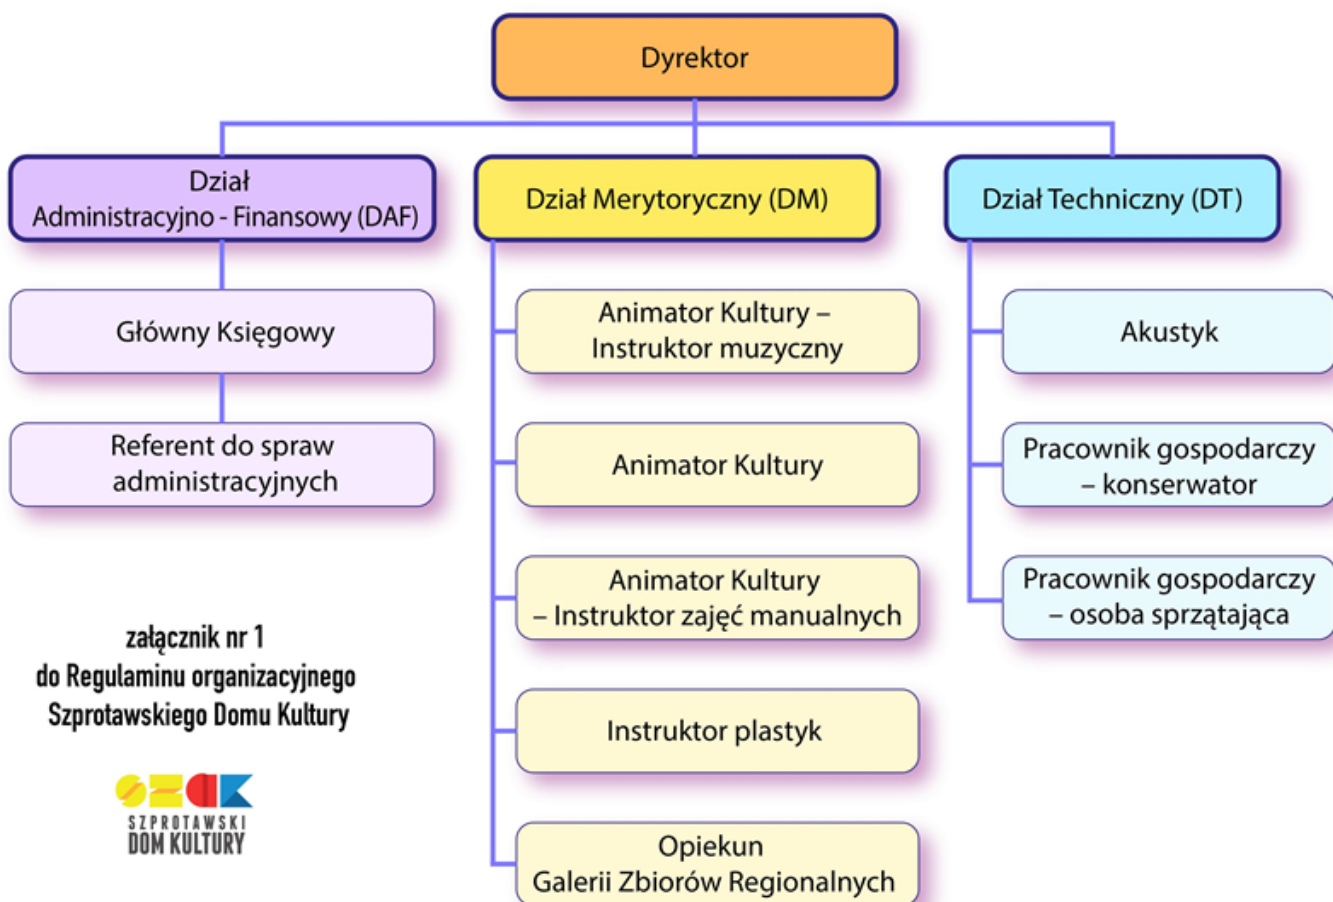 Dyrektor
Dział
Administracyjno - Finansowy (DAF)
Główny Księgowy
Referent do spraw
administracyjnych
Dział Merytoryczny (DM)
Animator Kultury –
Instruktor muzyczny
Animator Kultury
Animator Kultury
– Instruktor zajęć manualnych
Instruktor plastyk
Opiekun
Galerii Zbiorów Regionalnych
Dział Techniczny (DT)
Akustyk
Pracownik gospodarczy
– konserwator
Pracownik gospodarczy
– osoba sprzątająca
załącznik nr 1
do Regulaminu organizacyjnego
Szprotawskiego Domu Kultury
SZDK
SZPROTAWSKI
DOM KULTURY